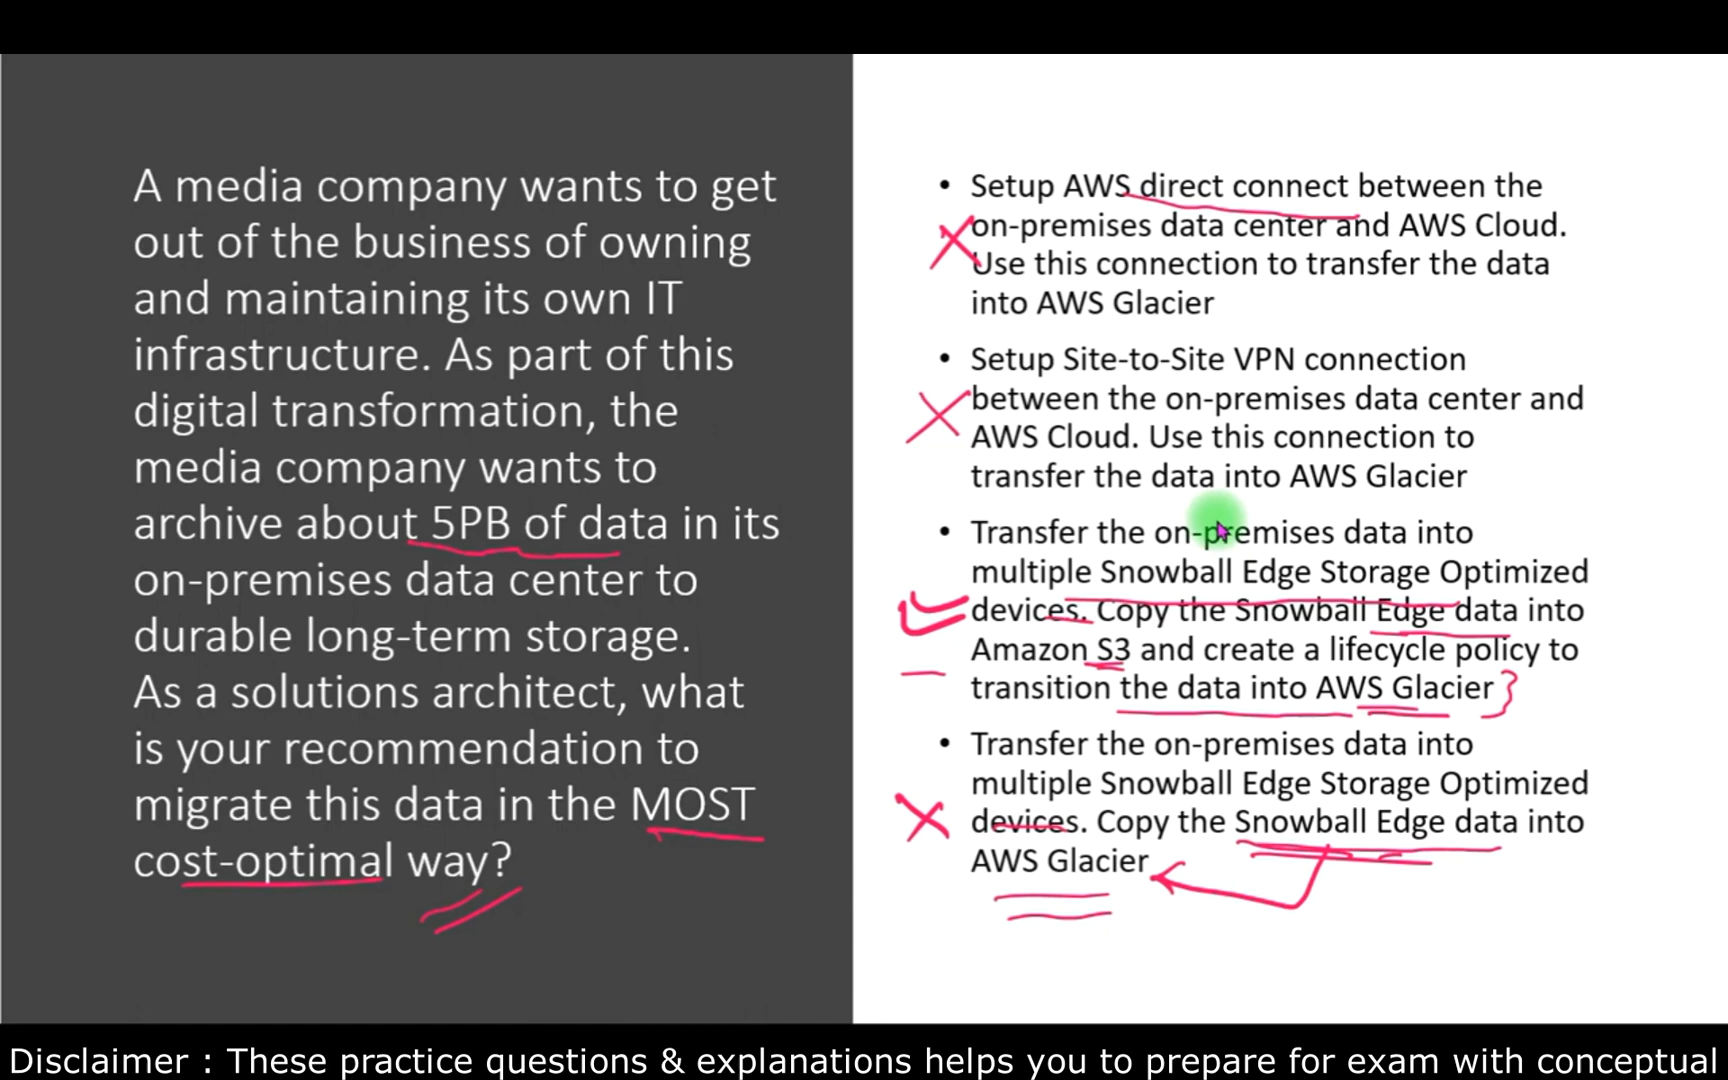 A media company wants to get
out of the business of owning
and maintaining its own IT
infrastructure. As part of this
digital transformation, the
media company wants to
archive about 5PB of data in its
on-premises data center to
durable long-term storage.
As a solutions architect, what
is your recommendation to
migrate this data in the MOST
cost-optimal way?
• Setup AWS direct connect between the
on-premises data center and AWS Cloud.
Use this connection to transfer the data
into AWS Glacier
• Setup Site-to-Site VPN connection
between the on-premises data center and
AWS Cloud. Use this connection to
transfer the data into AWS Glacier
• Transfer the on-premises data into
multiple Snowball Edge Storage Optimized
devices. Copy the Snowball Edge data into
Amazon S3 and create a lifecycle policy to
transition the data into AWS Glacier
• Transfer the on-premises data into
multiple Snowball Edge Storage Optimized
devices. Copy the Snowball Edge data into
AWS Glacier
Disclaimer : These practice questions & explanations helps you to prepare for exam with conceptual